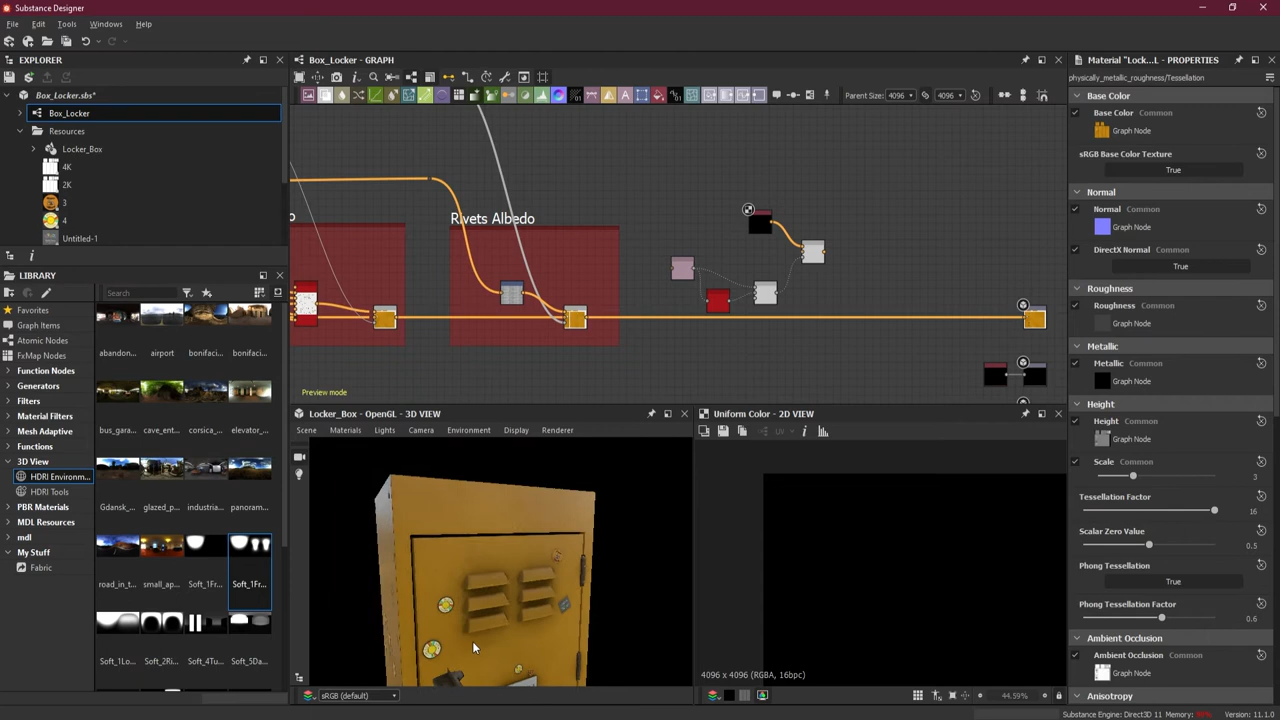 Substance Designer
File Edit Tools Windows Help
EXPLORER
Box_Locker.sbs*
Box_Locker
Resources
Locker_Box
4K
2K
3
4
Untitled-1
LIBRARY
Search
Favorites
Graph Items
Atomic Nodes
FxMap Nodes
Function Nodes
Generators
Filters
Material Filters
Mesh Adaptive
Functions
3D View
HDRI Environm...
HDRI Tools
PBR Materials
MDL Resources
mdl
My Stuff
Fabric
abandon... airport bonifaci... bonifaci...
bus_gara... cave_ent... corsica_... elevator_...
Gdansk_... glazed_p... industria... panoram...
road_in_t... small_ap... Soft_1Fr... Soft_1Fr...
Soft_1Lo... Soft_2Ri... Soft_4Tu... Soft_5Da...
Box_Locker - GRAPH
Parent Size: 4096 4096
o
Rivets Albedo
Preview mode
Locker_Box - OpenGL - 3D VIEW
Scene Materials Lights Camera Environment Display Renderer
sRGB (default)
Uniform Color - 2D VIEW
UV
4096 x 4096 (RGBA, 16bpc)
44.59%
Material "Lock...L - PROPERTIES
physically_metallic_roughness/Tessellation
Base Color
Base Color Common
Graph Node
sRGB Base Color Texture
True
Normal
Normal Common
Graph Node
DirectX Normal Common
True
Roughness
Roughness Common
Graph Node
Metallic
Metallic Common
Graph Node
Height
Height Common
Graph Node
Scale Common
3
Tessellation Factor
16
Scalar Zero Value
0.5
Phong Tessellation
True
Phong Tessellation Factor
0.6
Ambient Occlusion
Ambient Occlusion Common
Graph Node
Anisotropy
Substance Engine: Direct3D 11 Memory: Version: 11.1.0